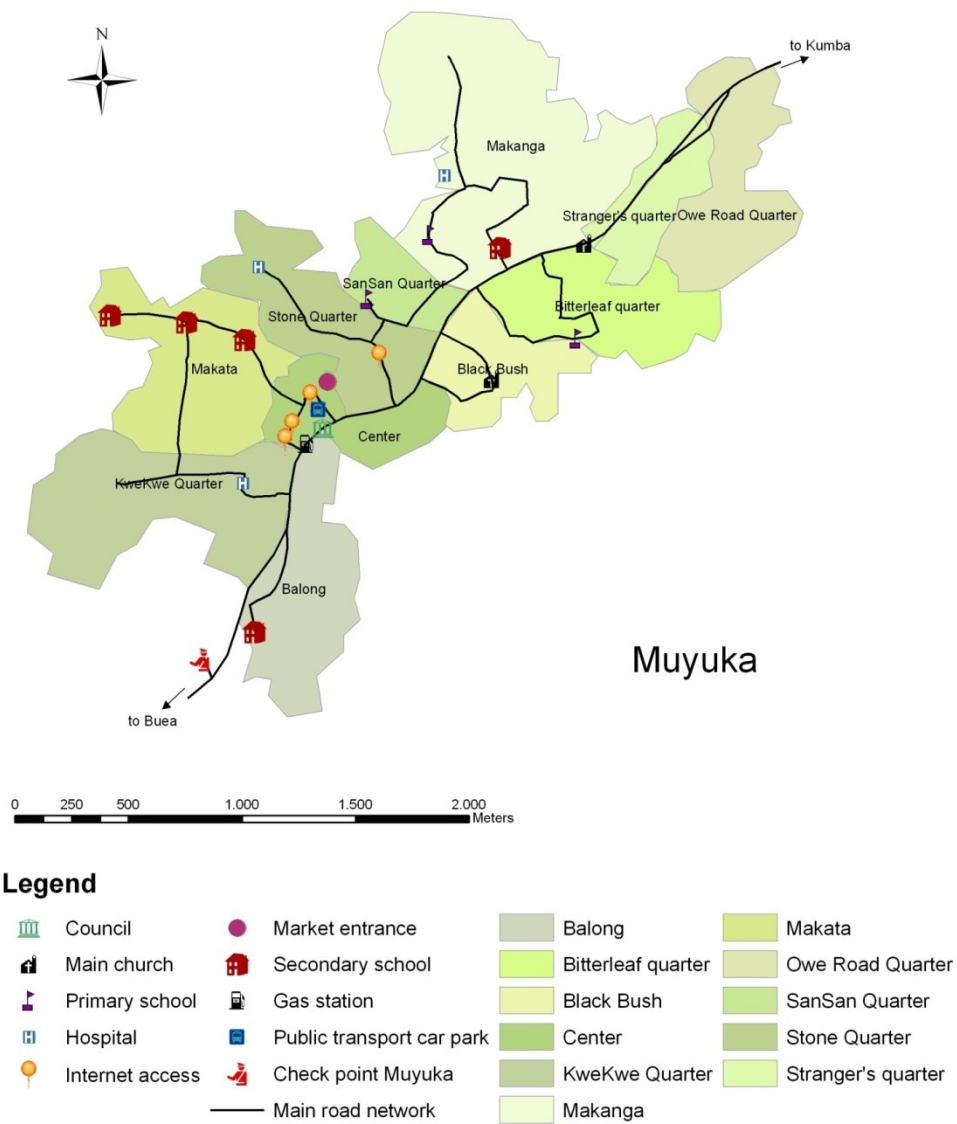 N
to Kumba
Makanga
Stranger's quarter
Owe Road Quarter
SanSan Quarter
Bitterleaf quarter
Stone Quarter
Makata
Black Bush
Center
KweKwe Quarter
Balong
Muyuka
to Buea
0 250 500 1.000 1.500 2.000
Meters
Legend
Council
Main church
Primary school
Hospital
Internet access
Market entrance
Secondary school
Gas station
Public transport car park
Check point Muyuka
Main road network
Balong
Bitterleaf quarter
Black Bush
Center
KweKwe Quarter
Makanga
Makata
Owe Road Quarter
SanSan Quarter
Stone Quarter
Stranger's quarter